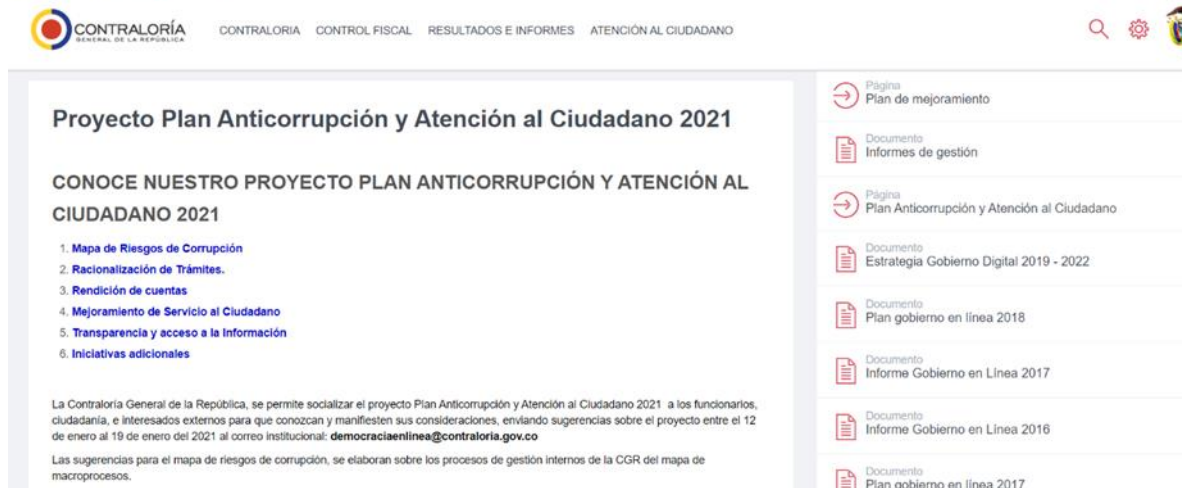 CONTRALORÍA
GENERAL DE LA REPÚBLICA
CONTRALORIA CONTROL FISCAL RESULTADOS E INFORMES ATENCIÓN AL CIUDADANO
Proyecto Plan Anticorrupción y Atención al Ciudadano 2021
CONOCE NUESTRO PROYECTO PLAN ANTICORRUPCIÓN Y ATENCIÓN AL
CIUDADANO 2021
1. Mapa de Riesgos de Corrupción
2. Racionalización de Trámites.
3. Rendición de cuentas
4. Mejoramiento de Servicio al Ciudadano
5. Transparencia y acceso a la Información
6. Iniciativas adicionales
La Contraloría General de la República, se permite socializar el proyecto Plan Anticorrupción y Atención al Ciudadano 2021 a los funcionarios,
ciudadanía, e interesados externos para que conozcan y manifiesten sus consideraciones, enviando sugerencias sobre el proyecto entre el 12
de enero al 19 de enero del 2021 al correo institucional: democraciaenlinea@contraloria.gov.co
Las sugerencias para el mapa de riesgos de corrupción, se elaboran sobre los procesos de gestión internos de la CGR del mapa de
macroprocesos.
Página
Plan de mejoramiento
Documento
Informes de gestión
Página
Plan Anticorrupción y Atención al Ciudadano
Documento
Estrategia Gobierno Digital 2019 - 2022
Documento
Plan gobierno en línea 2018
Documento
Informe Gobierno en Línea 2017
Documento
Informe Gobierno en Línea 2016
Documento
Plan gobierno en línea 2017